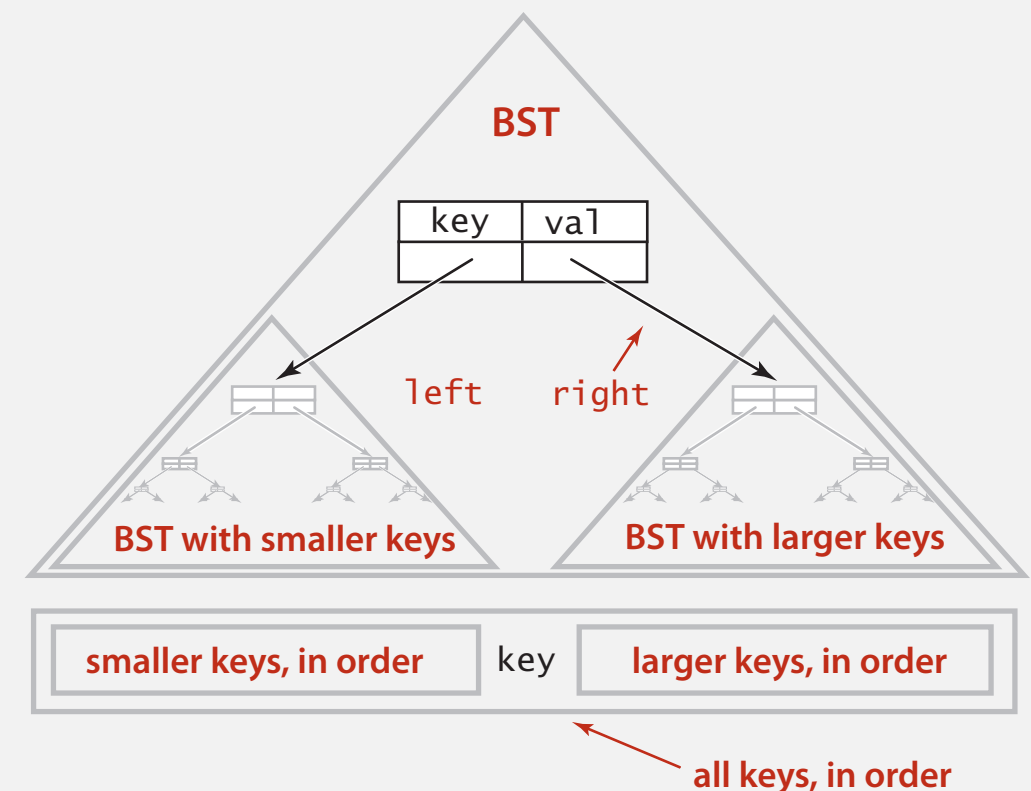 BST
key val
left right
BST with smaller keys BST with larger keys
smaller keys, in order key larger keys, in order
all keys, in order